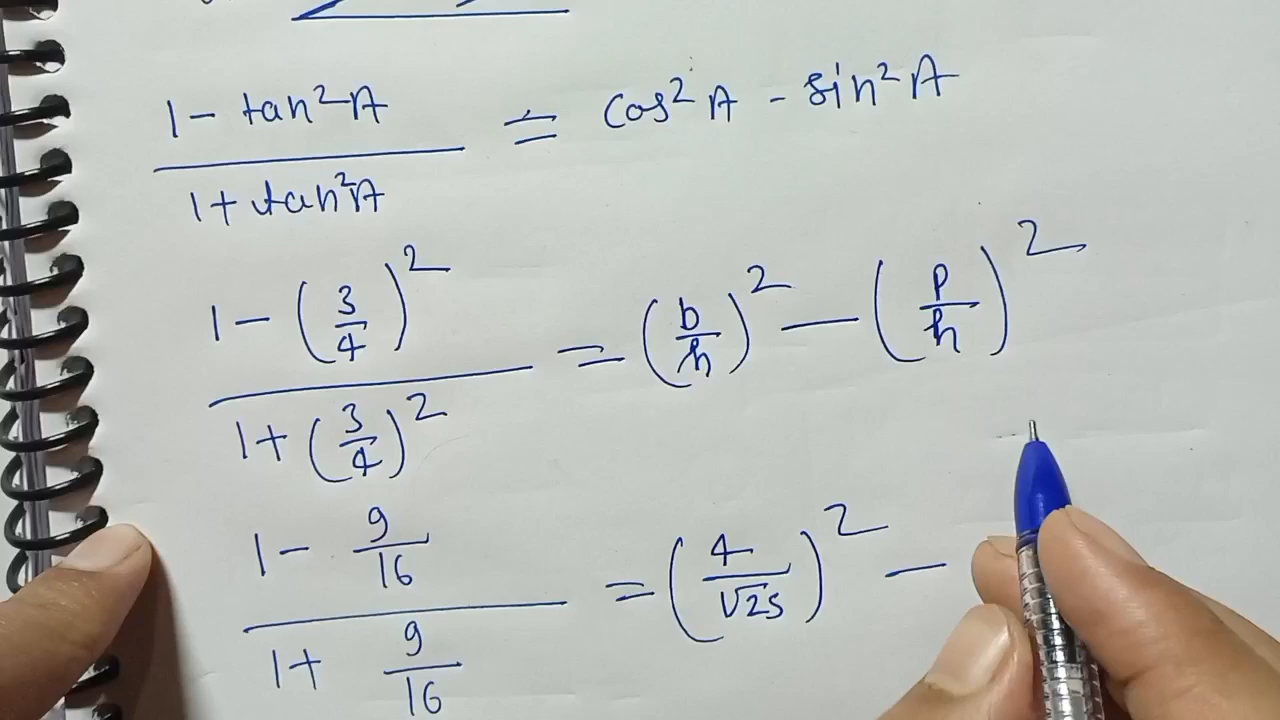 1 - tan²A / 1 + tan²A = cos²A - sin²A
1 - (3/4)² / 1 + (3/4)² = (b/h)² - (p/h)²
1 - 9/16 / 1 + 9/16 = (4/√25)² -